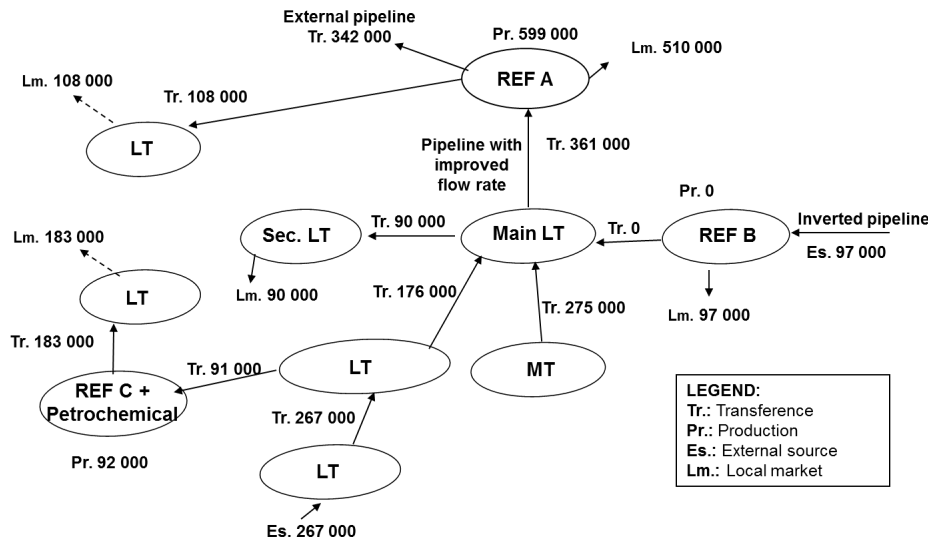 External pipeline
Tr. 342 000
Pr. 599 000
Lm. 510 000
REF A
Lm. 108 000
Tr. 108 000
LT
Pipeline with
improved
flow rate
Tr. 361 000
Pr. 0
Lm. 183 000
Sec. LT
Tr. 90 000
Main LT
Tr. 0
REF B
Inverted pipeline
Es. 97 000
LT
Lm. 90 000
Tr. 176 000
Tr. 275 000
Lm. 97 000
Tr. 183 000
Tr. 91 000
LT
MT
REF C +
Petrochemical
Tr. 267 000
Pr. 92 000
LT
Es. 267 000
LEGEND:
Tr.: Transference
Pr.: Production
Es.: External source
Lm.: Local market